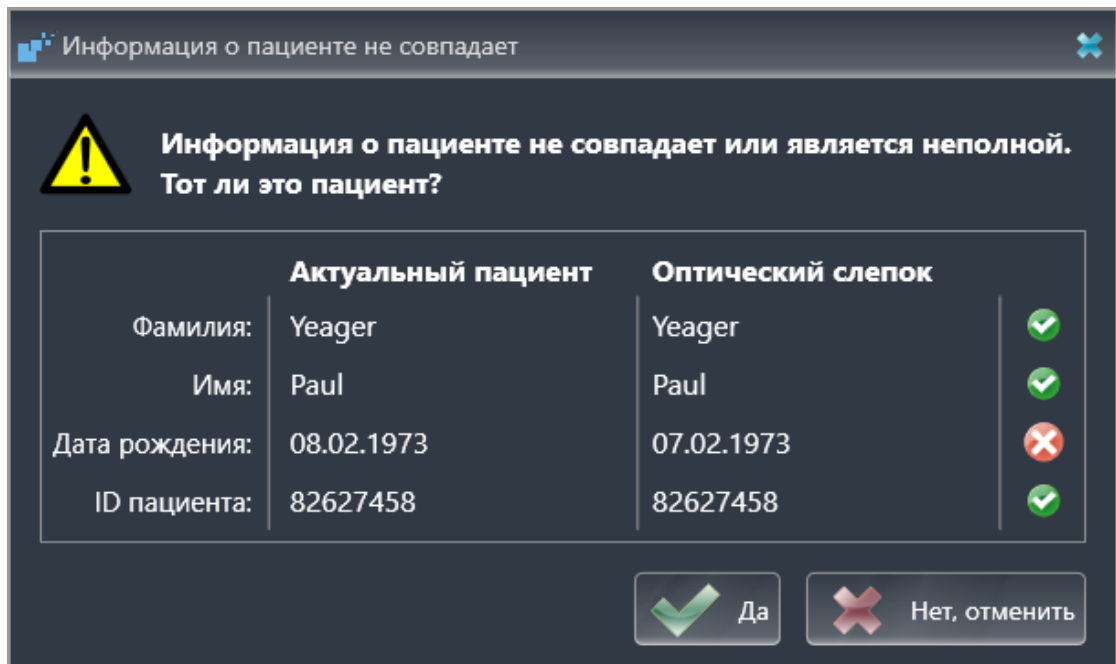 Информация о пациенте не совпадает
Информация о пациенте не совпадает или является неполной.
Тот ли это пациент?
Актуальный пациент Оптический слепок
Фамилия: Yeager Yeager
Имя: Paul Paul
Дата рождения: 08.02.1973 07.02.1973
ID пациента: 82627458 82627458
Да Нет, отменить